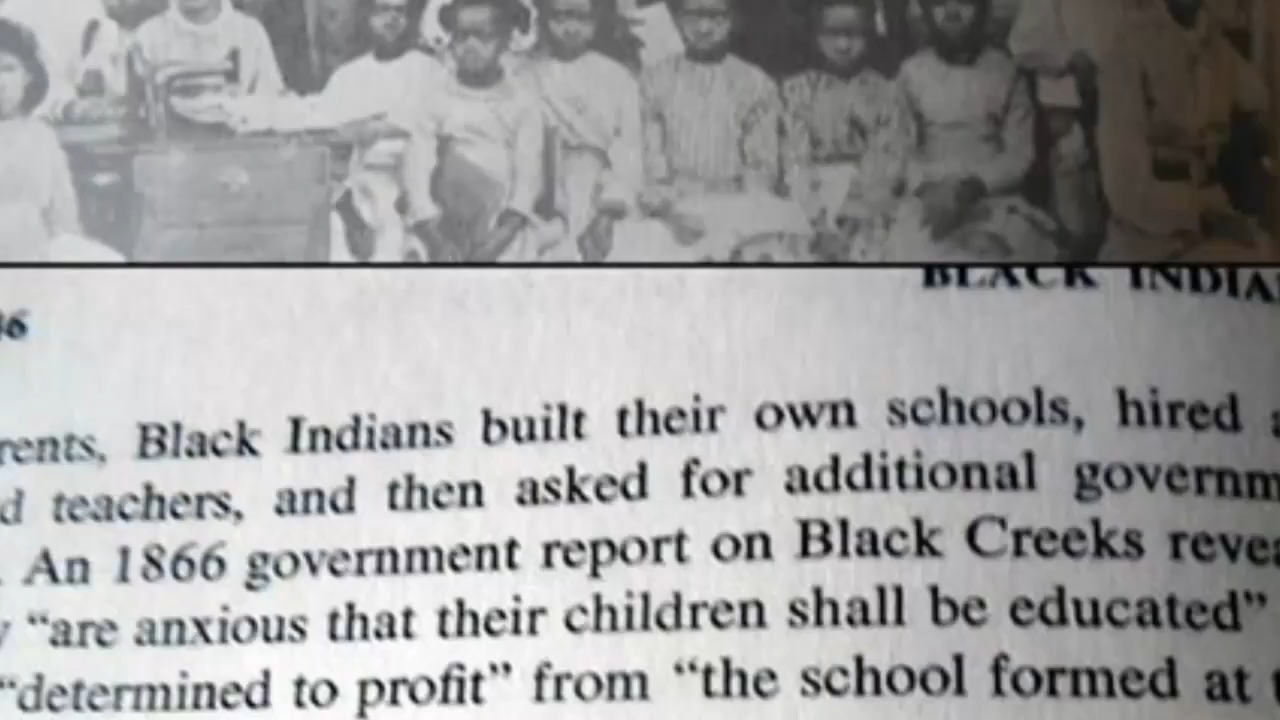 BLACK INDIA
36
rents, Black Indians built their own schools, hired a
d teachers, and then asked for additional governm
. An 1866 government report on Black Creeks revea
y “are anxious that their children shall be educated”
“determined to profit” from “the school formed at t